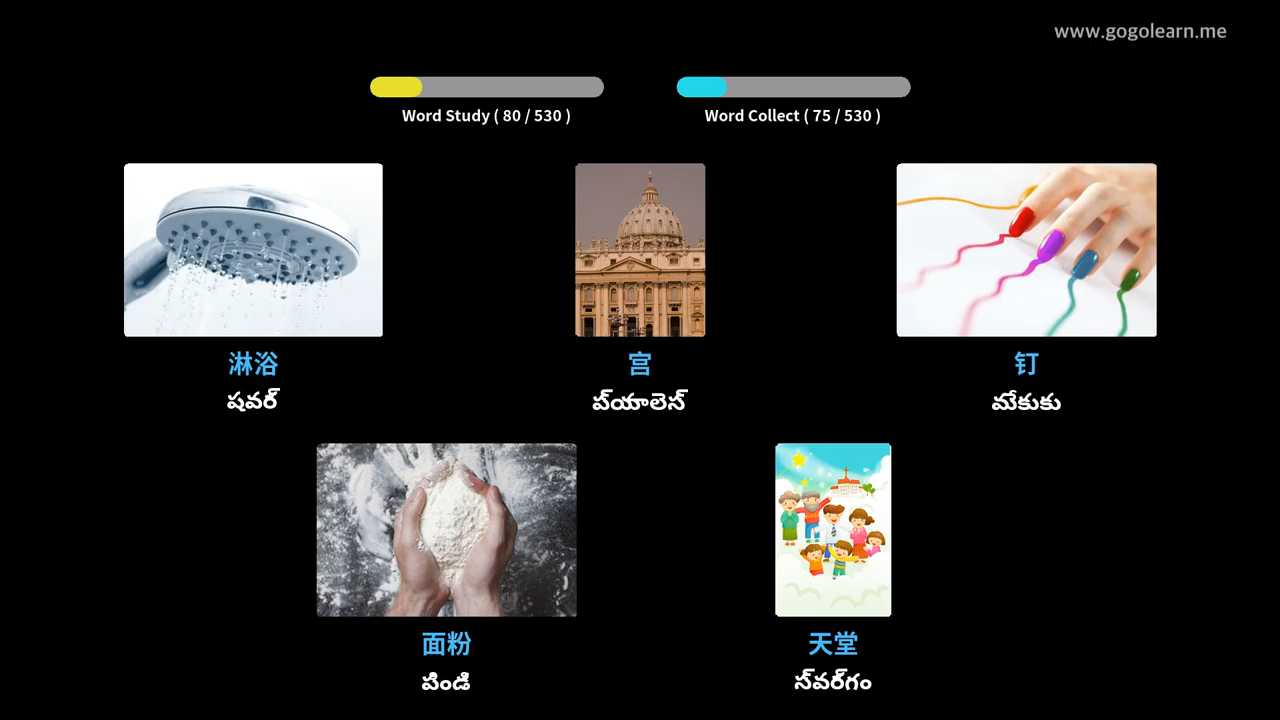 www.gogolearn.me
Word Study ( 80 / 530 )
Word Collect ( 75 / 530 )
淋浴
షవర్
宫
ప్యాలెస్
钉
మేకుకు
面粉
పిండి
天堂
స్వర్గం